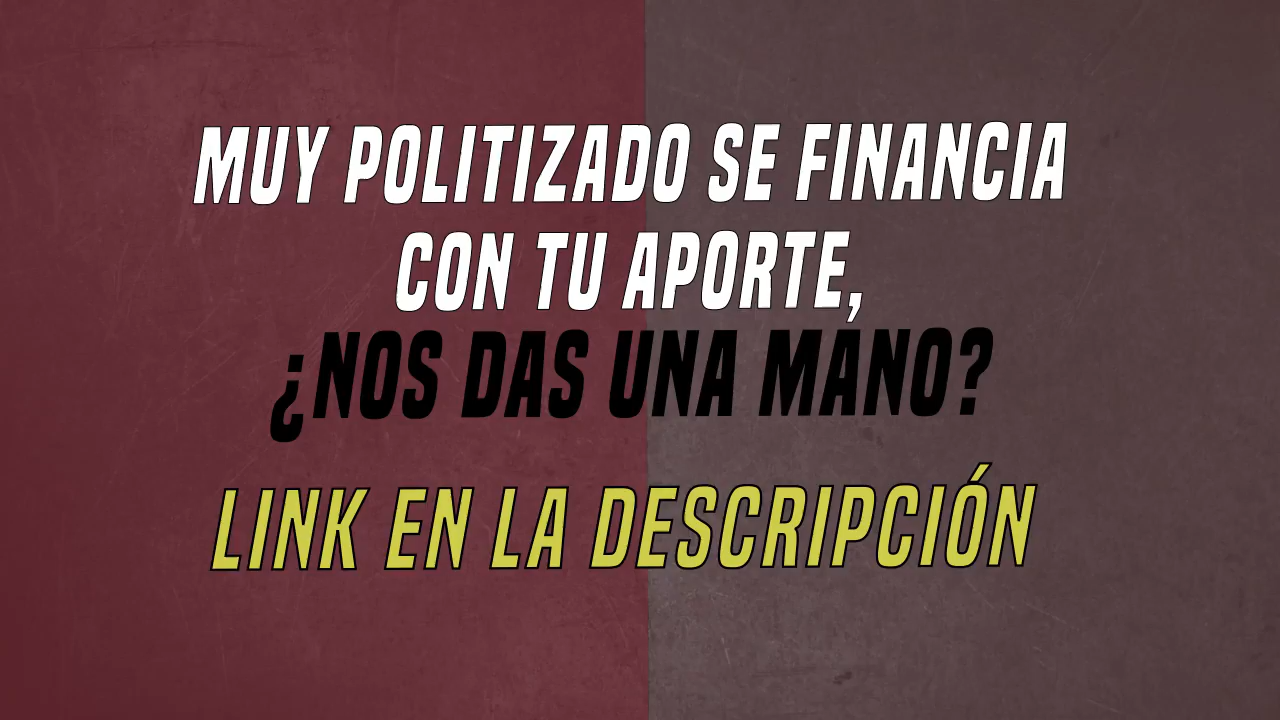 MUY POLITIZADO SE FINANCIA
CON TU APORTE,
¿NOS DAS UNA MANO?
LINK EN LA DESCRIPCIÓN